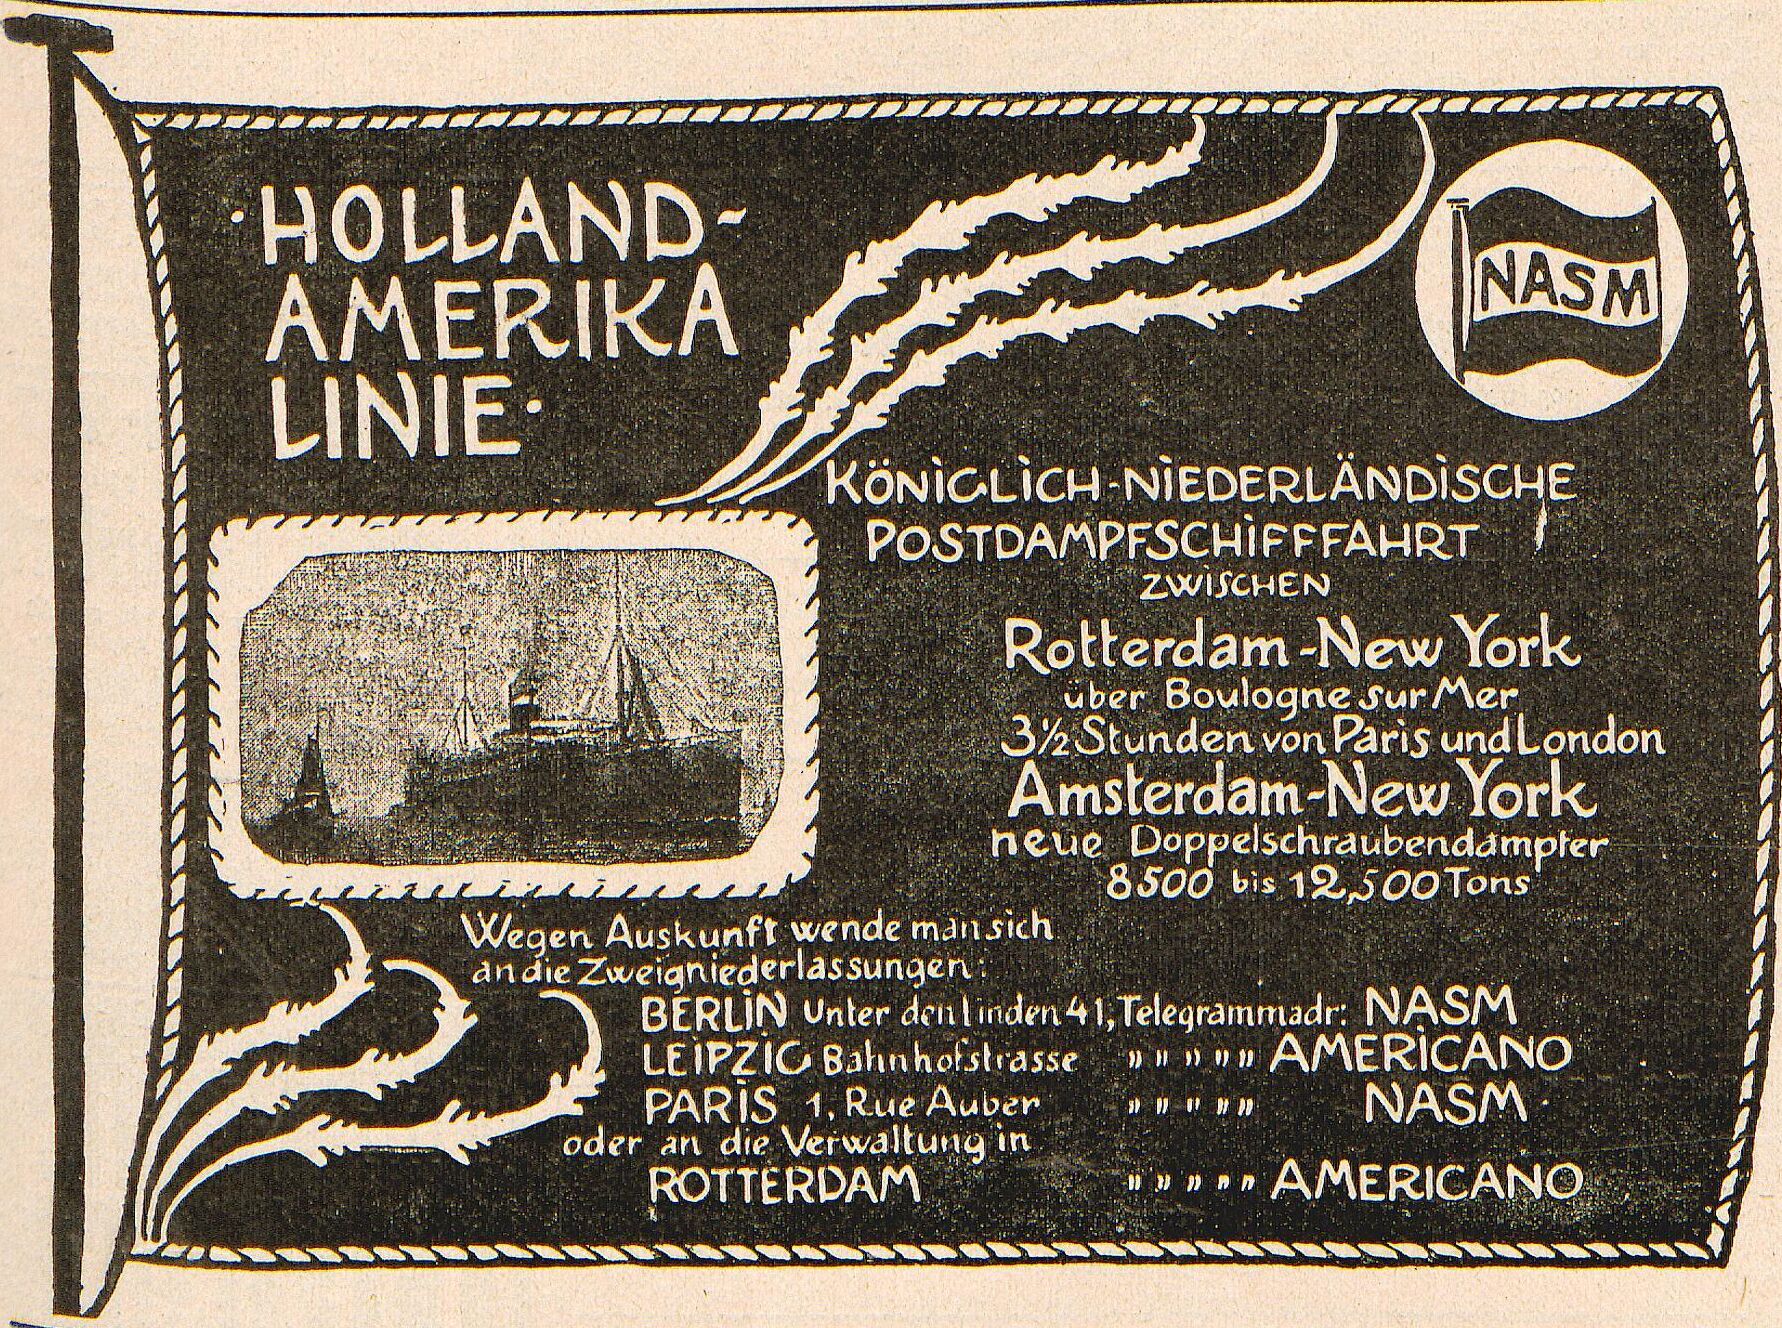 ·HOLLAND-
AMERIKA
LINIE·
NASM
KÖNIGLICH-NIEDERLÄNDISCHE
POSTDAMPFSCHIFFFAHRT
ZWISCHEN
Rotterdam-New York
über Boulogne sur Mer
3½ Stunden von Paris und London
Amsterdam-New York
neue Doppelschraubendampfer
8500 bis 12,500 Tons
Wegen Auskunft wende man sich
an die Zweigniederlassungen:
BERLIN Unter den Linden 41, Telegrammadr: NASM
LEIPZIG Bahnhofstrasse " " " " " AMERICANO
PARIS 1, Rue Auber " " " " " NASM
oder an die Verwaltung in
ROTTERDAM " " " " " AMERICANO